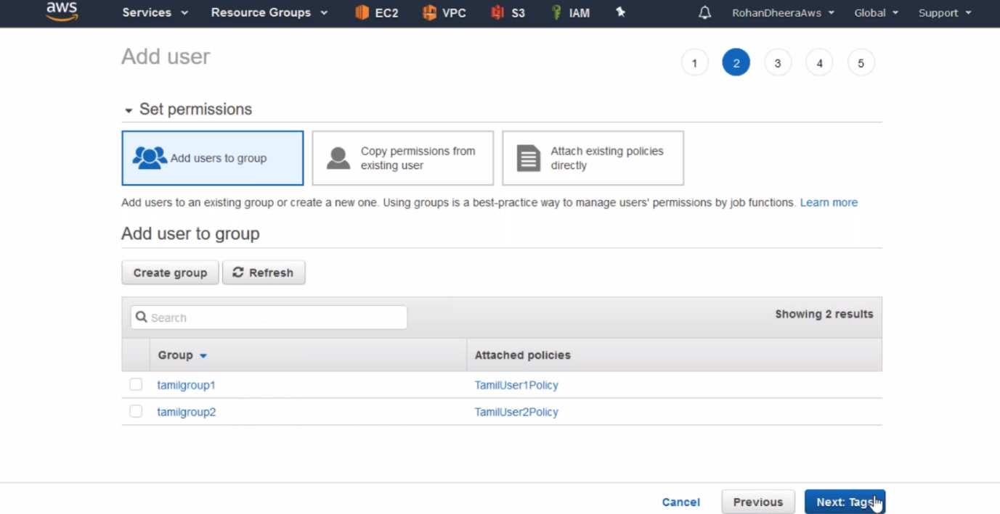 aws Services Resource Groups EC2 VPC S3 IAM RohanDheeraAws Global Support
Add user
1 2 3 4 5
Set permissions
Add users to group
Copy permissions from
existing user
Attach existing policies
directly
Add users to an existing group or create a new one. Using groups is a best-practice way to manage users' permissions by job functions. Learn more
Add user to group
Create group Refresh
Search
Showing 2 results
Group Attached policies
tamilgroup1 TamilUser1Policy
tamilgroup2 TamilUser2Policy
Cancel Previous Next: Tags